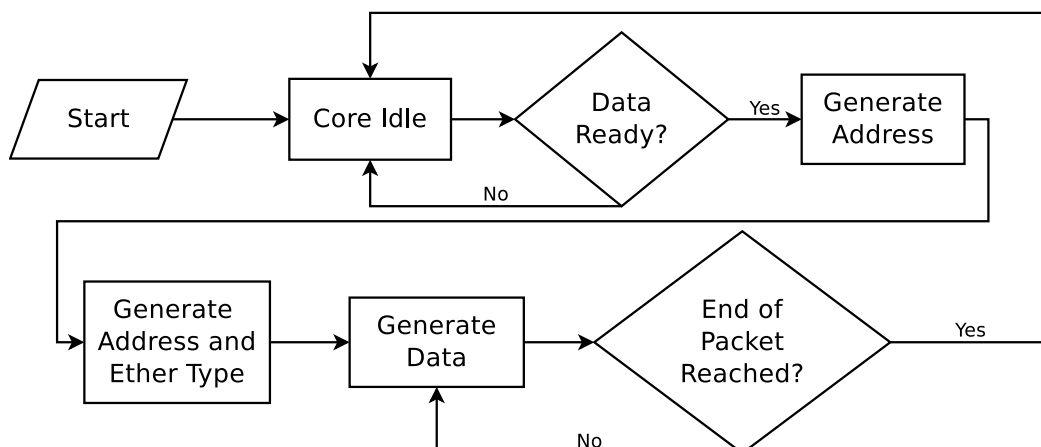 Start
Core Idle
Data
Ready?
Yes
Generate
Address
No
Generate
Address and
Ether Type
Generate
Data
End of
Packet
Reached?
Yes
No